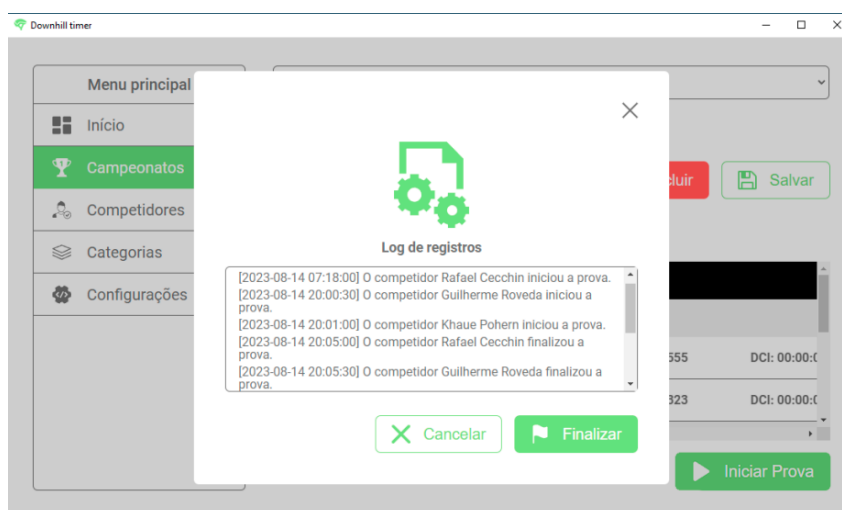 Downhill timer
Menu principal
Início
Campeonatos
Competidores
Categorias
Configurações
Salvar
Log de registros
[2023-08-14 07:18:00] O competidor Rafael Cecchin iniciou a prova.
[2023-08-14 20:00:30] O competidor Guilherme Roveda iniciou a
prova.
[2023-08-14 20:01:00] O competidor Khaue Pohern iniciou a prova.
[2023-08-14 20:05:00] O competidor Rafael Cecchin finalizou a
prova.
[2023-08-14 20:05:30] O competidor Guilherme Roveda finalizou a
prova.
555 DCI: 00:00:0
323 DCI: 00:00:0
Cancelar
Finalizar
Iniciar Prova